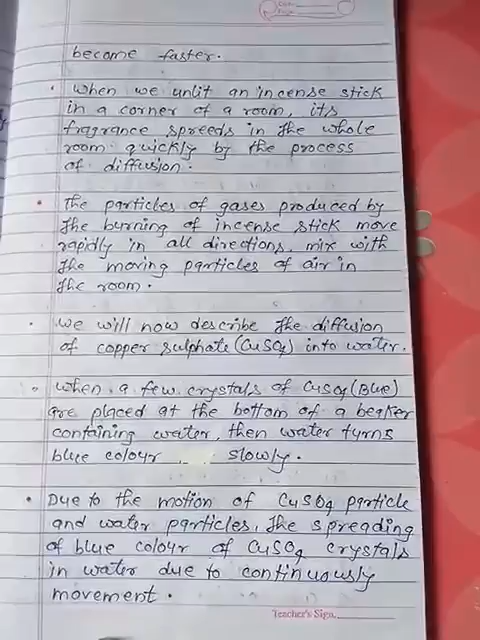 become faster.
• When we unlit an incense stick
in a corner of a room, its
fragrance spreeds in the whole
room quickly by the process
of diffusion.
• The particles of gases produced by
the burning of incense stick move
rapidly in all directions, mix with
the moving particles of air in
the room.
• We will now describe the diffusion
of copper sulphate (CuSO4) into water.
• When a few crystals of CuSO4 (Blue)
are placed at the bottom of a beaker
containing water, then water turns
blue colour slowly.
• Due to the motion of CuSO4 particle
and water particles, the spreading
of blue colour of CuSO4 crystals
in water due to continuously
movement.
Teacher's Sign.